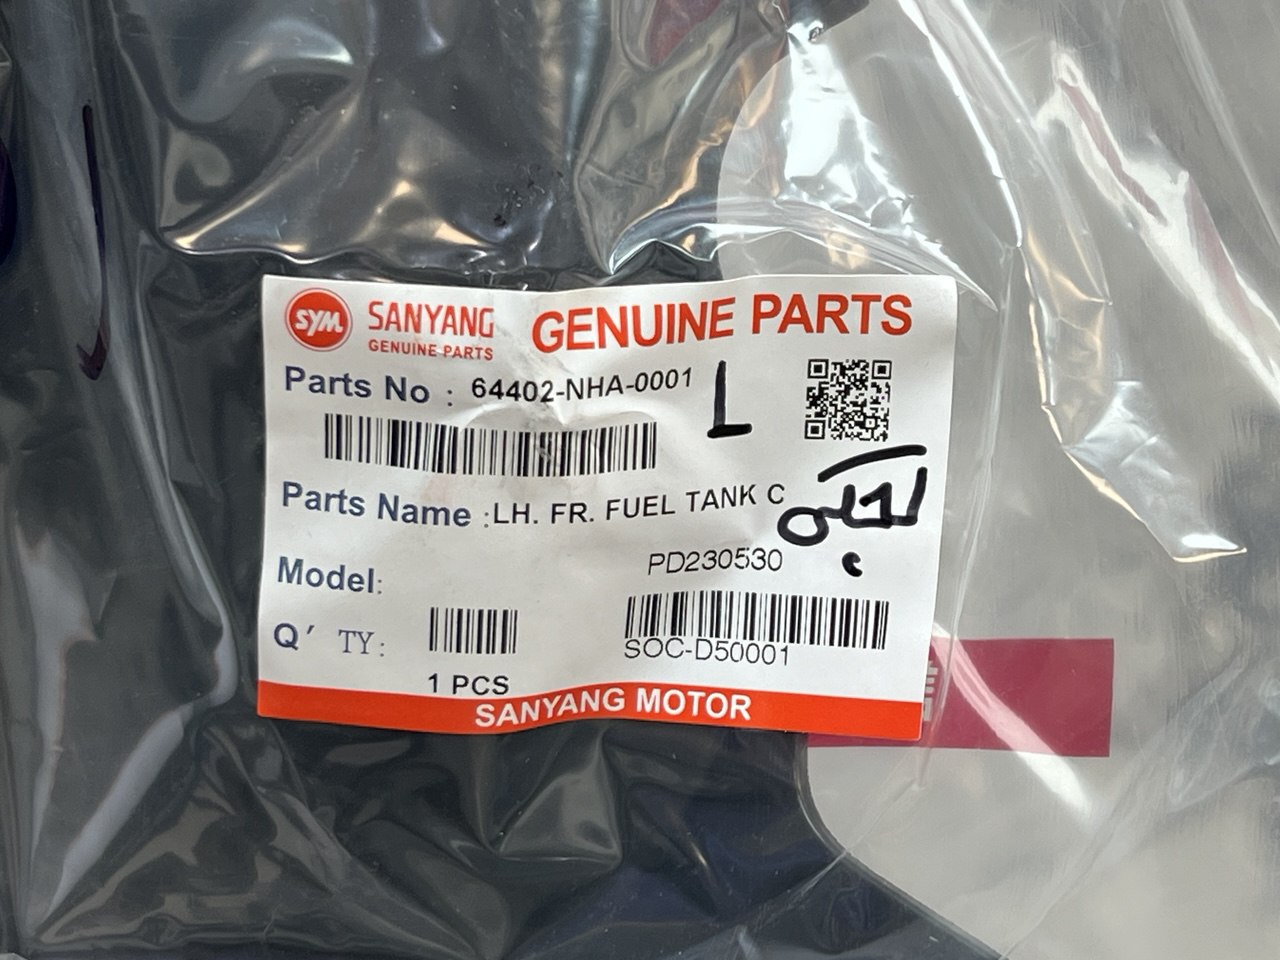 SYM SANYANG GENUINE PARTS
GENUINE PARTS
Parts No : 64402-NHA-0001 L
Parts Name :LH. FR. FUEL TANK C
PD230530
Model:
SOC-D50001
Q' TY:
1 PCS
SANYANG MOTOR